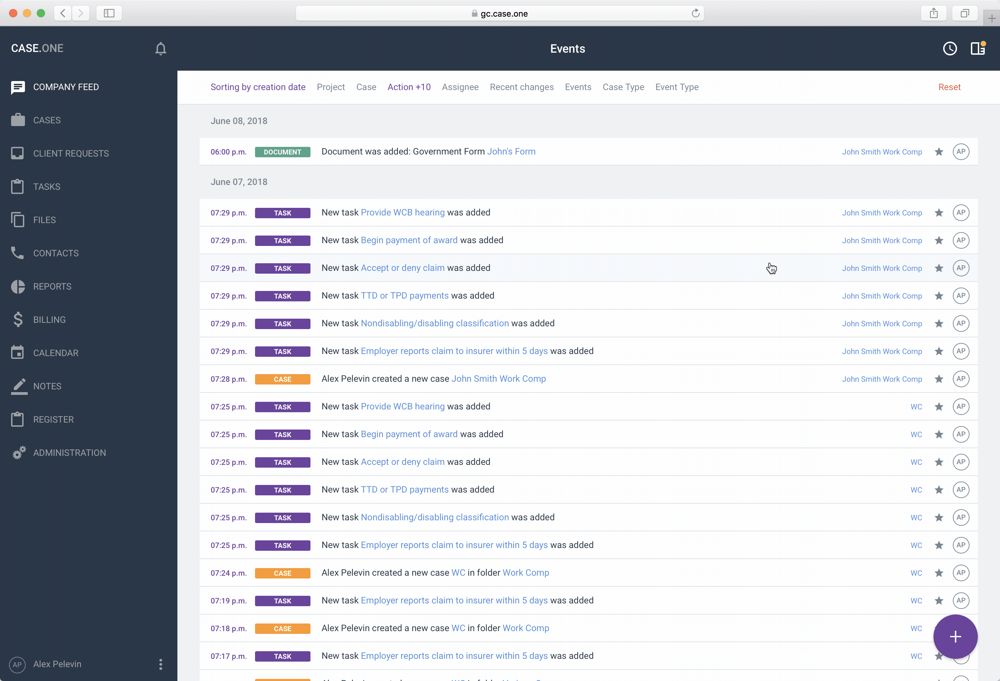 gc.case.one
CASE.ONE
Events
COMPANY FEED
CASES
CLIENT REQUESTS
TASKS
FILES
CONTACTS
REPORTS
BILLING
CALENDAR
NOTES
REGISTER
ADMINISTRATION
AP Alex Pelevin
Sorting by creation date Project Case Action +10 Assignee Recent changes Events Case Type Event Type Reset
June 08, 2018
06:00 p.m. DOCUMENT Document was added: Government Form John's Form John Smith Work Comp AP
June 07, 2018
07:29 p.m. TASK New task Provide WCB hearing was added John Smith Work Comp AP
07:29 p.m. TASK New task Begin payment of award was added John Smith Work Comp AP
07:29 p.m. TASK New task Accept or deny claim was added John Smith Work Comp AP
07:29 p.m. TASK New task TTD or TPD payments was added John Smith Work Comp AP
07:29 p.m. TASK New task Nondisabling/disabling classification was added John Smith Work Comp AP
07:29 p.m. TASK New task Employer reports claim to insurer within 5 days was added John Smith Work Comp AP
07:28 p.m. CASE Alex Pelevin created a new case John Smith Work Comp John Smith Work Comp AP
07:25 p.m. TASK New task Provide WCB hearing was added WC AP
07:25 p.m. TASK New task Begin payment of award was added WC AP
07:25 p.m. TASK New task Accept or deny claim was added WC AP
07:25 p.m. TASK New task TTD or TPD payments was added WC AP
07:25 p.m. TASK New task Nondisabling/disabling classification was added WC AP
07:25 p.m. TASK New task Employer reports claim to insurer within 5 days was added WC AP
07:24 p.m. CASE Alex Pelevin created a new case WC in folder Work Comp WC AP
07:19 p.m. TASK New task Employer reports claim to insurer within 5 days was added WC AP
07:18 p.m. CASE Alex Pelevin created a new case WC in folder Work Comp WC
07:17 p.m. TASK New task Employer reports claim to insurer within 5 days was added WC